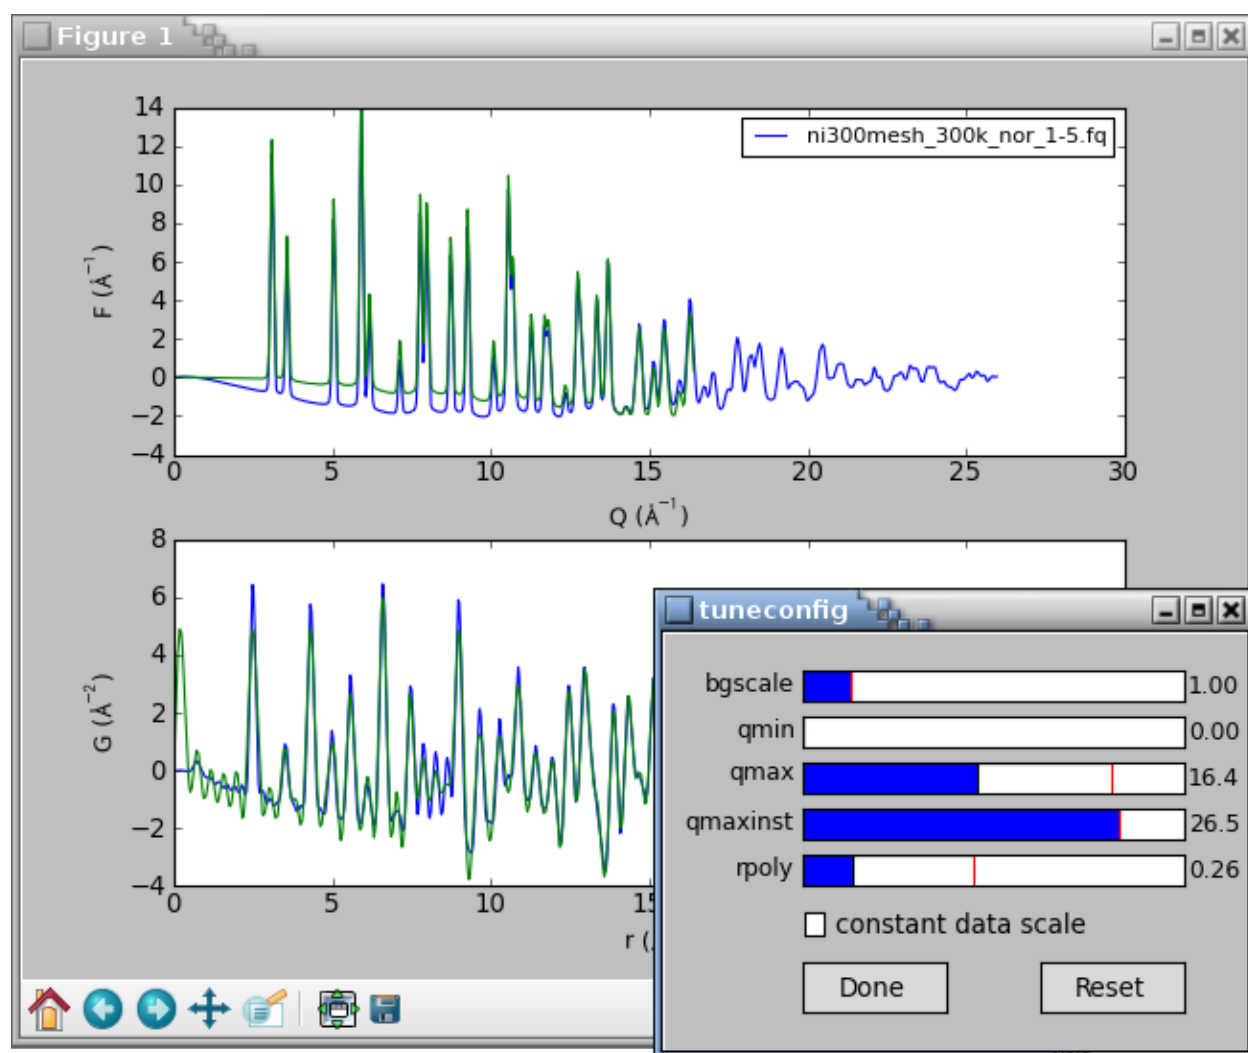 Figure 1
14
12
10
8
6
4
2
0
−2
−4
F (Å⁻¹)
ni300mesh_300k_nor_1-5.fq
0 5 10 15 20 25 30
Q (Å⁻¹)
8
6
4
2
0
−2
−4
G (Å⁻²)
0 5 10
r (
tuneconfig
bgscale 1.00
qmin 0.00
qmax 16.4
qmaxinst 26.5
rpoly 0.26
constant data scale
Done Reset